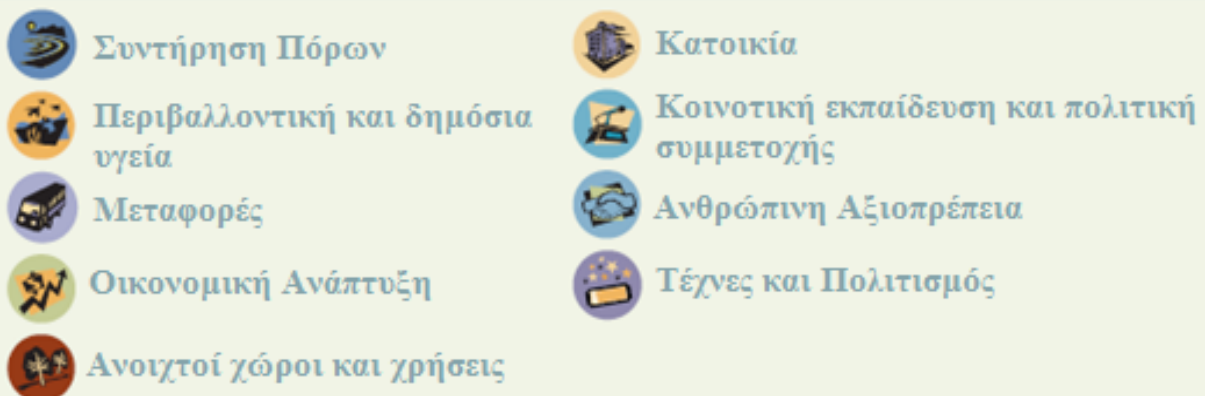 Συντήρηση Πόρων
Περιβαλλοντική και δημόσια
υγεία
Μεταφορές
Οικονομική Ανάπτυξη
Ανοιχτοί χώροι και χρήσεις
Κατοικία
Κοινοτική εκπαίδευση και πολιτική
συμμετοχής
Ανθρώπινη Αξιοπρέπεια
Τέχνες και Πολιτισμός